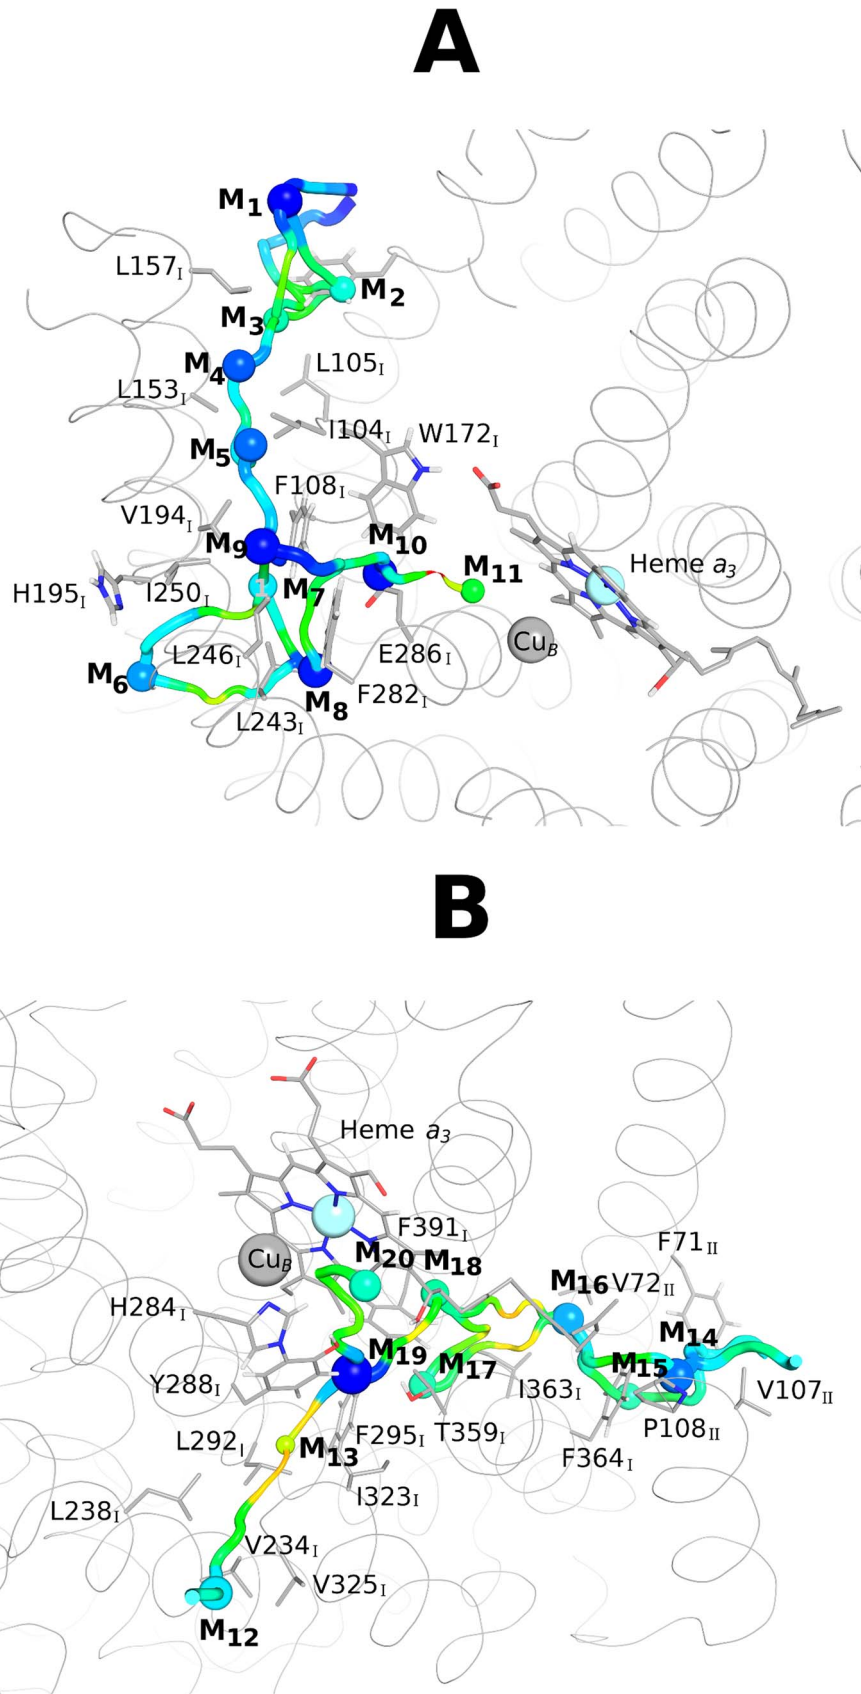 A
M1
L157I
M2
M3
M4
L105I
L153I
I104I
W172I
M5
F108I
V194I
M9
M10
Heme a3
M11
1
M7
H195I
I250I
CuB
L246I
E286I
M6
F282I
M8
L243I
B
Heme a3
F391I
F71II
CuB
M20
M18
M16
V72II
H284I
M14
M19
M17
M15
Y288I
I363I
V107II
P108II
L292I
F295I
T359I
M13
F364I
I323I
L238I
V234I
V325I
M12